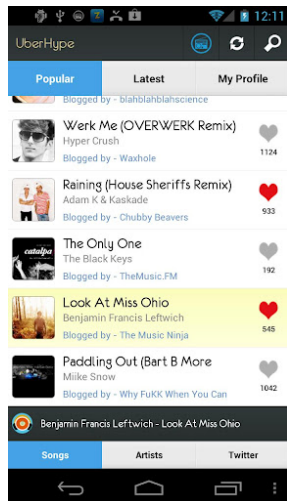 12:11
UberHype
Popular
Latest
My Profile
Blogged by - blahblahblahscience
Werk Me (OVERWERK Remix)
Hyper Crush
Blogged by - Waxhole
1124
Raining (House Sheriffs Remix)
Adam K & Kaskade
Blogged by - Chubby Beavers
933
catalpa
The Only One
The Black Keys
Blogged by - TheMusic.FM
192
Look At Miss Ohio
Benjamin Francis Leftwich
Blogged by - The Music Ninja
545
Paddling Out (Bart B More
Miike Snow
Blogged by - Why FuKK When You Can
1042
Benjamin Francis Leftwich - Look At Miss Ohio
Songs
Artists
Twitter